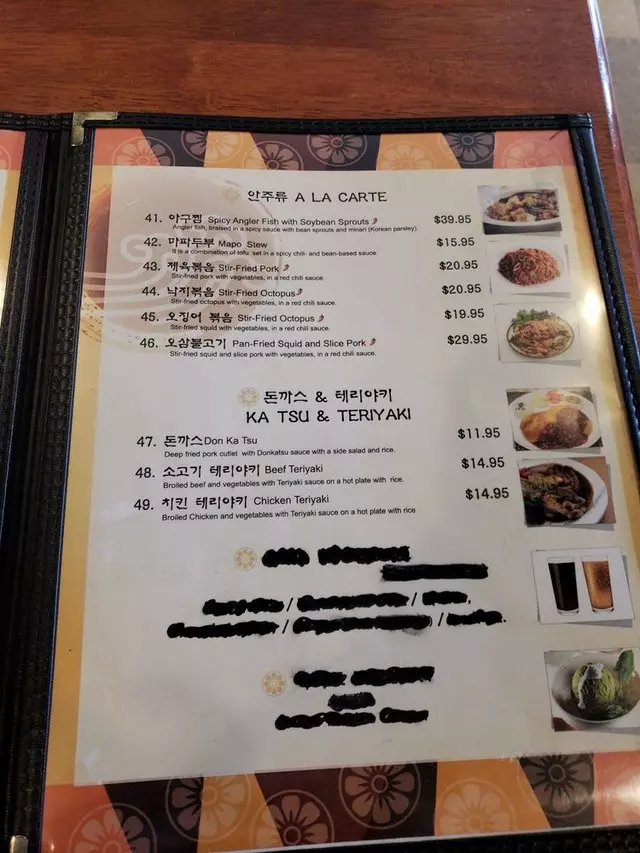 안주류 A LA CARTE
41. 아구찜 Spicy Angler Fish with Soybean Sprouts $39.95
Angler fish, braised in a spicy sauce with bean sprouts and minari (Korean parsley)
42. 마파두부 Mapo Stew $15.95
It is a combination of tofu set in a spicy chili- and bean-based sauce.
43. 제육볶음 Stir-Fried Pork $20.95
Stir-fried pork with vegetables, in a red chili sauce.
44. 낙지볶음 Stir-Fried Octopus $20.95
Stir-fried octopus with vegetables, in a red chili sauce.
45. 오징어 볶음 Stir-Fried Octopus $19.95
Stir-fried squid with vegetables, in a red chili sauce.
46. 오삼불고기 Pan-Fried Squid and Slice Pork $29.95
Stir-fried squid and slice pork with vegetables, in a red chili sauce.
돈까스 & 테리야키
KA TSU & TERIYAKI
47. 돈까스 Don Ka Tsu $11.95
Deep fried pork cutlet with Donkatsu sauce with a side salad and rice.
48. 소고기 테리야키 Beef Teriyaki $14.95
Broiled beef and vegetables with Teriyaki sauce on a hot plate with rice.
49. 치킨 테리야키 Chicken Teriyaki $14.95
Broiled Chicken and vegetables with Teriyaki sauce on a hot plate with rice